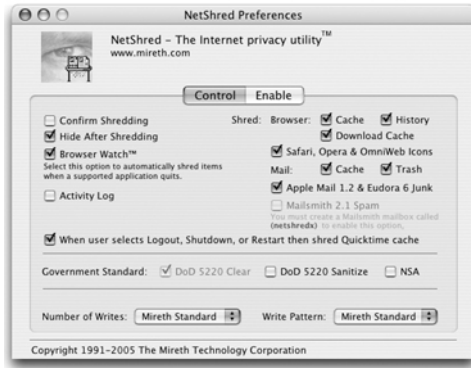 NetShred Preferences
NetShred – The Internet privacy utility™
www.mireth.com
Control Enable
Confirm Shredding
Hide After Shredding
Browser Watch™
Select this option to automatically shred items
when a supported application quits.
Activity Log
Shred: Browser: Cache History
Download Cache
Safari, Opera & OmniWeb Icons
Mail: Cache Trash
Apple Mail 1.2 & Eudora 6 Junk
Mailsmith 2.1 Spam
You must create a Mailsmith mailbox called
(netshredx) to enable this option,
When user selects Logout, Shutdown, or Restart then shred Quicktime cache
Government Standard: DoD 5220 Clear DoD 5220 Sanitize NSA
Number of Writes: Mireth Standard Write Pattern: Mireth Standard
Copyright 1991–2005 The Mireth Technology Corporation